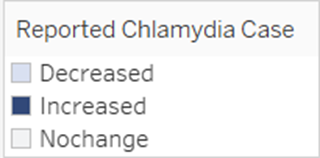 Reported Chlamydia Case
Decreased
Increased
Nochange